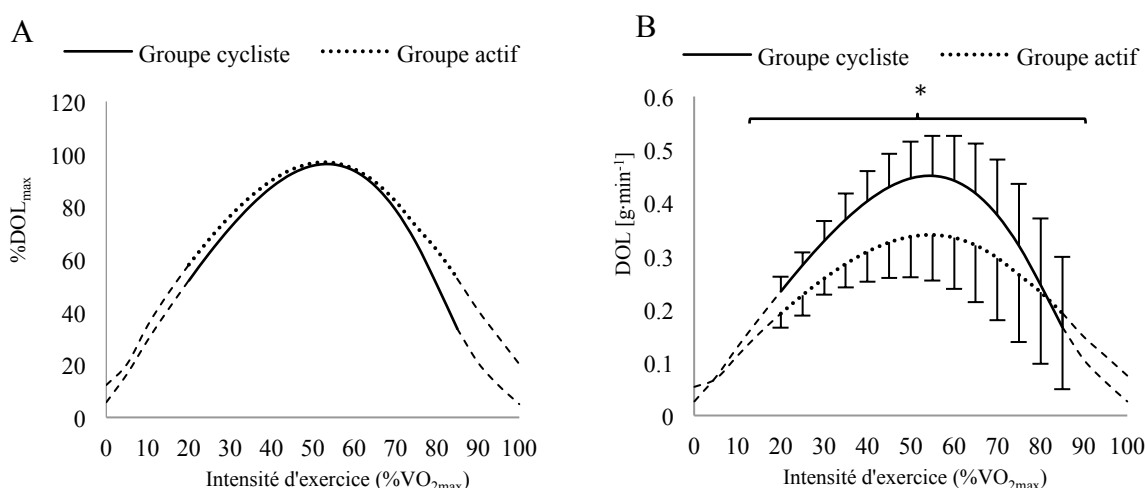 A
Groupe cycliste Groupe actif
%DOLmax
120
100
80
60
40
20
0
0 10 20 30 40 50 60 70 80 90 100
Intensité d'exercice (%VO2max)
B
Groupe cycliste Groupe actif
*
DOL [g·min-1]
0.6
0.5
0.4
0.3
0.2
0.1
0
0 10 20 30 40 50 60 70 80 90 100
Intensité d'exercice (%VO2max)